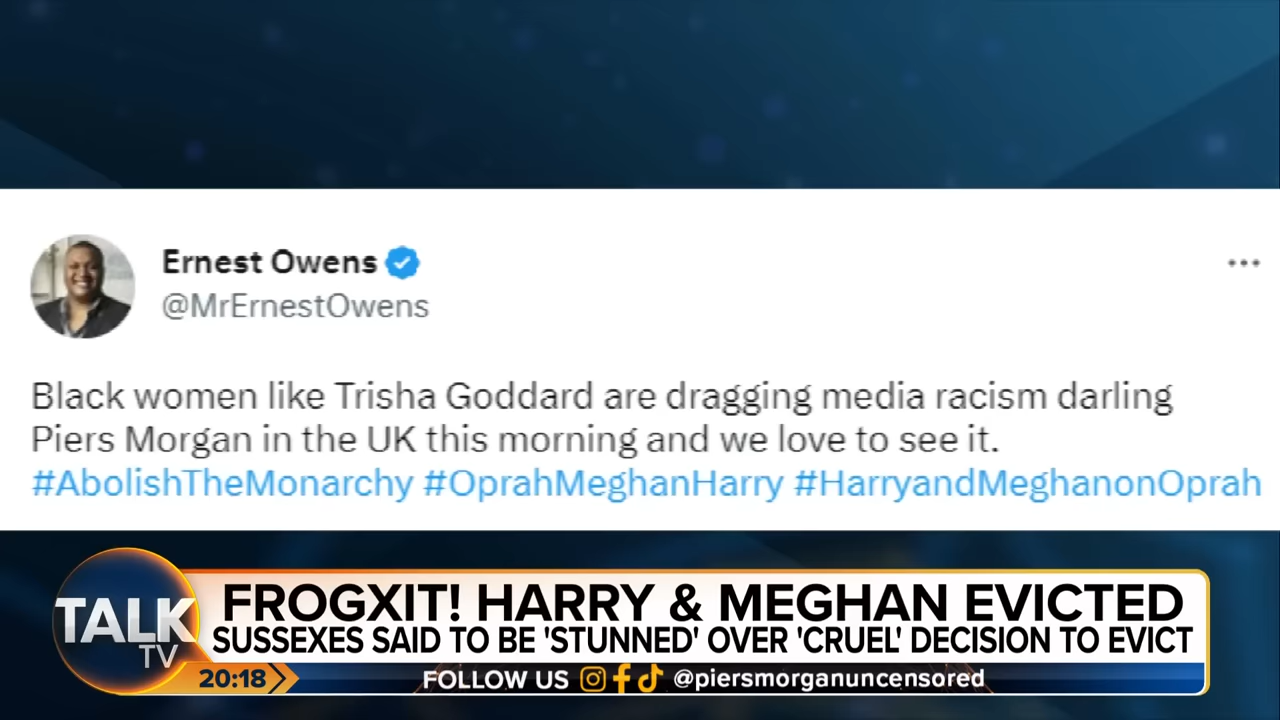 Ernest Owens
@MrErnestOwens
Black women like Trisha Goddard are dragging media racism darling
Piers Morgan in the UK this morning and we love to see it.
#AbolishTheMonarchy #OprahMeghanHarry #HarryandMeghanonOprah
TALK
TV
FROGXIT! HARRY & MEGHAN EVICTED
SUSSEXES SAID TO BE 'STUNNED' OVER 'CRUEL' DECISION TO EVICT
20:18
FOLLOW US @piersmorganuncensored